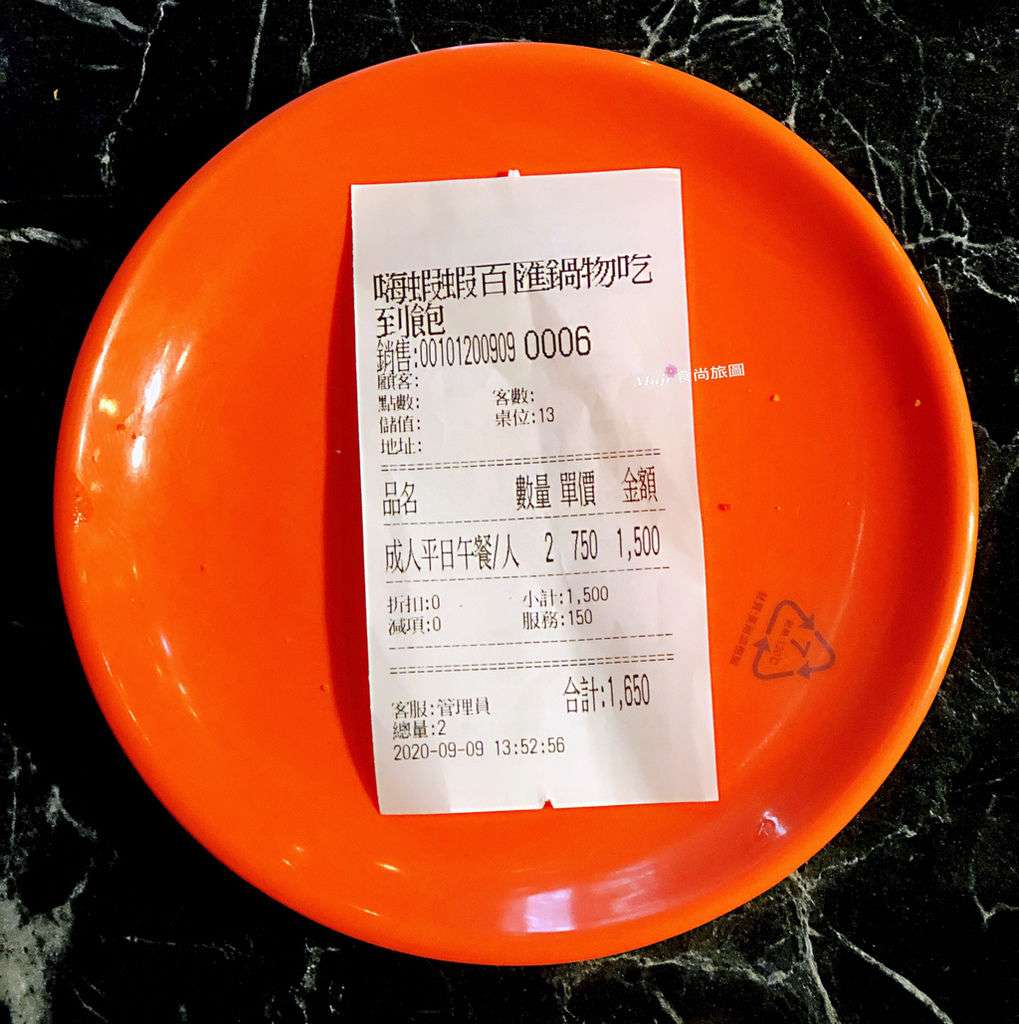 嗨蝦蝦百匯鍋物吃
到飽
銷售:00101200909 0006
顧客:
點數: 客數:
儲值: 桌位:13
地址:
品名 數量 單價 金額
成人平日午餐/人 2 750 1,500
折扣:0 小計:1,500
減項:0 服務:150
合計:1,650
客服:管理員
總量:2
2020-09-09 13:52:56
食尚旅圖
7